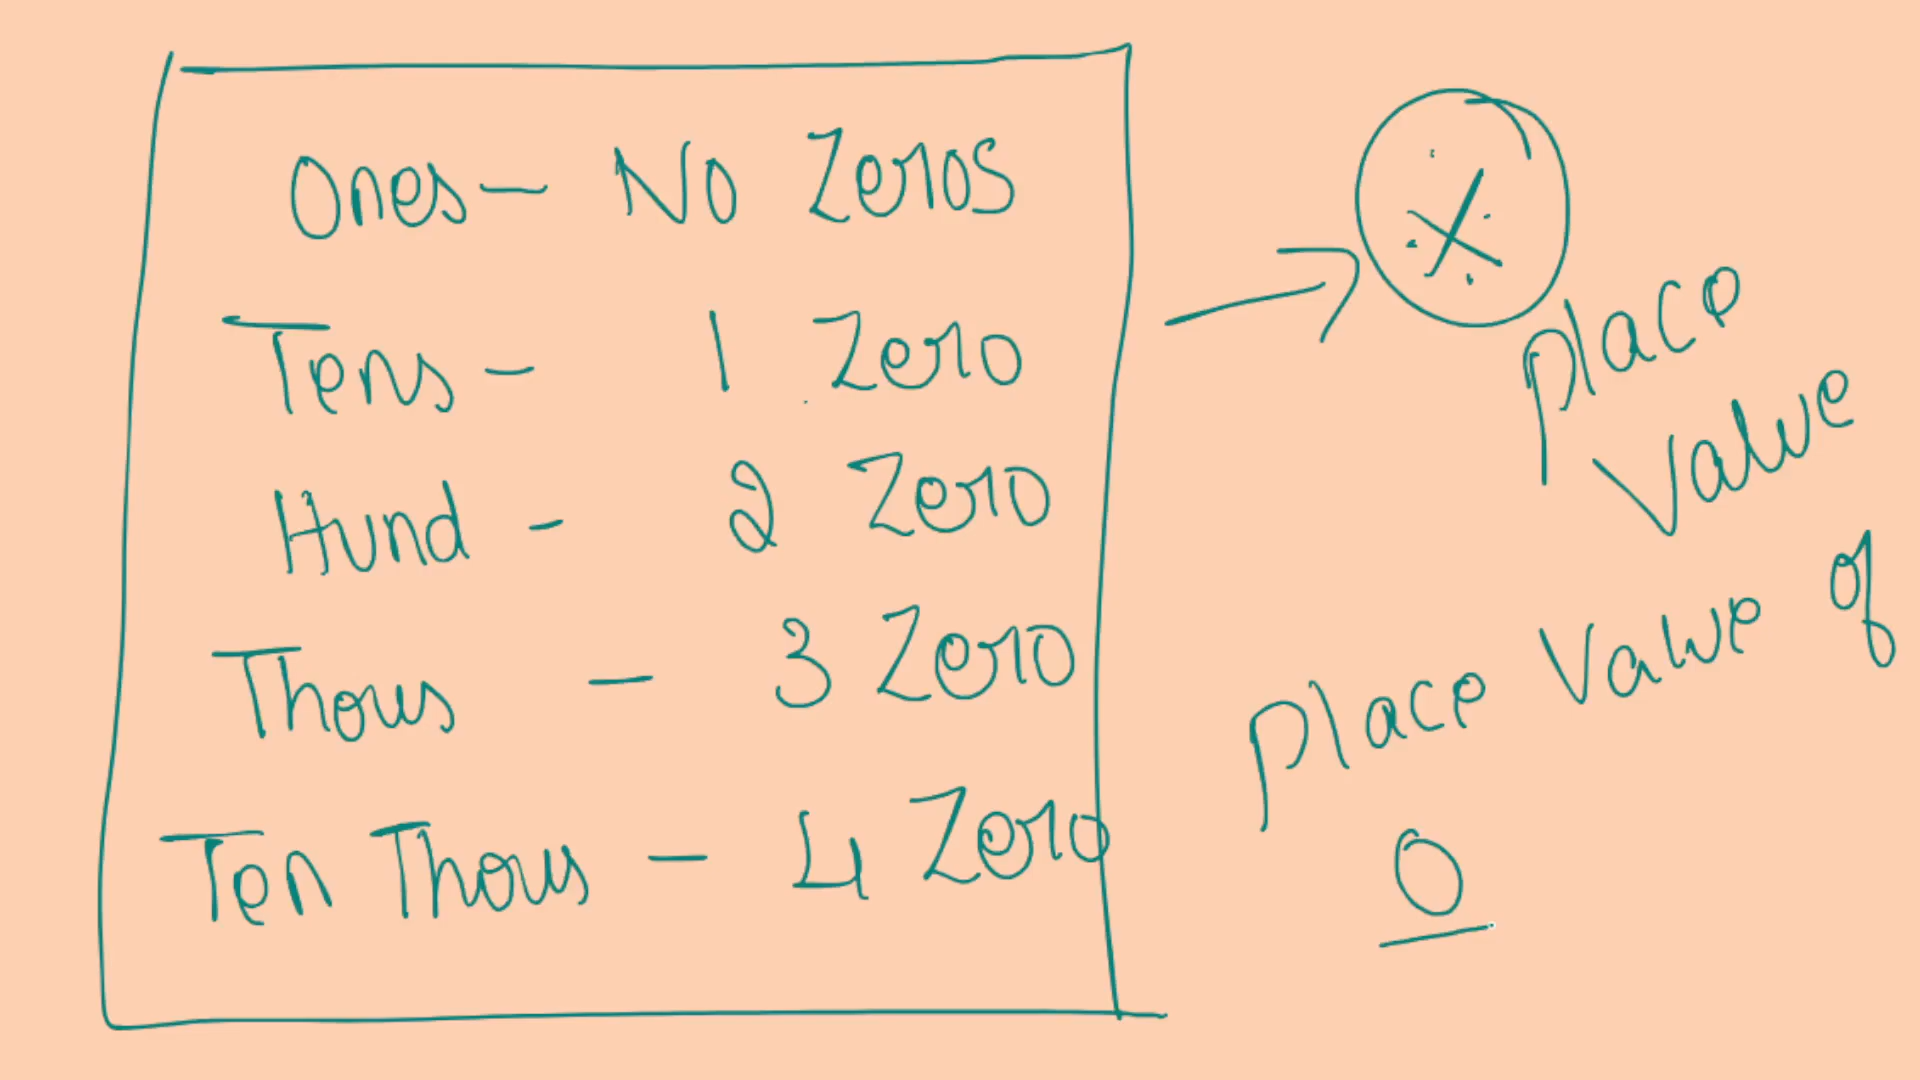 Ones - No Zeros
Tens - 1 Zero
Hund - 2 Zero
Thous - 3 Zero
Ten Thous - 4 Zero
X
place
value
place value of
0